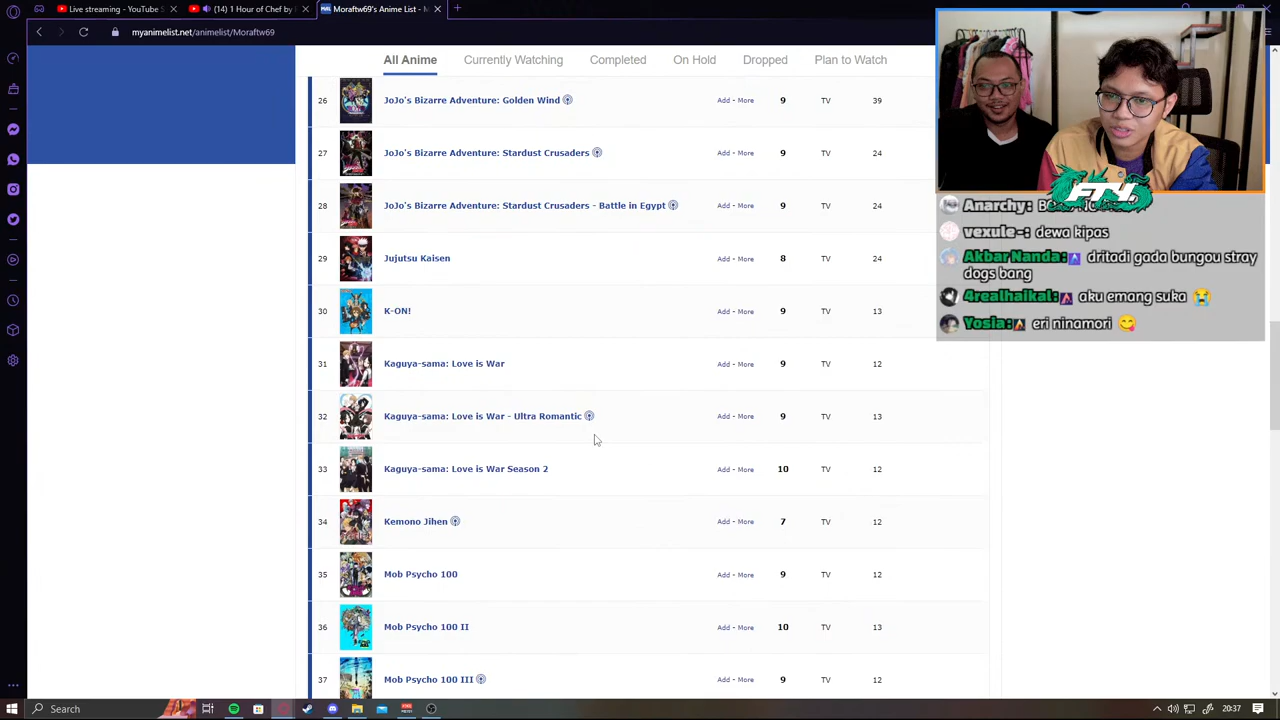 Live streaming - youtube S
(14) 1 Hour of Chef by S
Moraftw69's Anime List -
myanimelist.net/animelist/Moraftw69
All Anime Currently Watching Completed On Hold Dropped Plan to Watch
26 JoJo's Bizarre Adventure: Golden Wind Add - More 9 TV 39
27 JoJo's Bizarre Adventure: Stardust Crusaders Add - More 9 TV 24
28 JoJo's Bizarre Adventure: Stardust Crusaders - Battle in Egypt Add - More 9 TV 24
29 Jujutsu Kaisen Add - More 8 TV 24
30 K-ON! Add - More 9 TV 13
31 Kaguya-sama: Love is War Add - More 9 TV 12
32 Kaguya-sama: Love is War - Ultra Romantic Add - More 9 TV 13
33 Kaguya-sama: Love is War Season 2 Add - More 10 TV 12
34 Kemono Jihen Add - More 7 TV 12
35 Mob Psycho 100 Add - More 9 TV 12
36 Mob Psycho 100 II Add - More 10 TV 13
37 Mob Psycho 100 III Add - More 9 TV 12
FTY
Anarchy:
vexule-: dewa kipas
AkbarNanda: dritadi gada bungou stray
dogs bang
4realhaikal: aku emang suka 😭
Yosia: eri ninamori 😋
Search